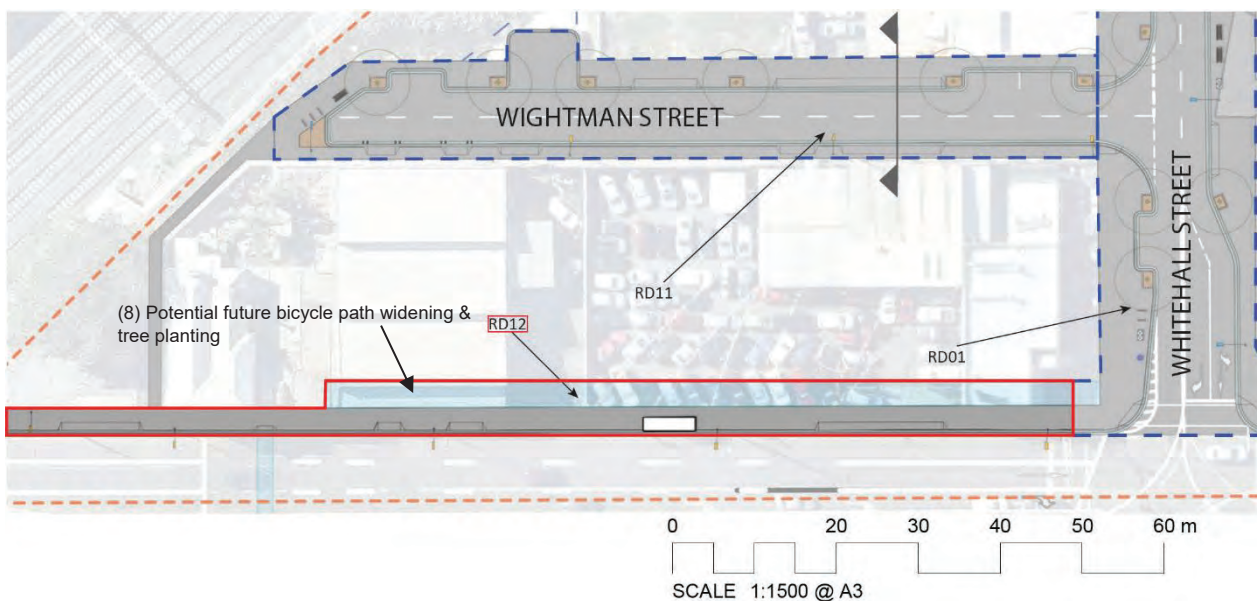 WIGHTMAN STREET
WHITEHALL STREET
RD11
(8) Potential future bicycle path widening &
tree planting
RD12
RD01
0 20 30 40 50 60 m
SCALE 1:1500 @ A3